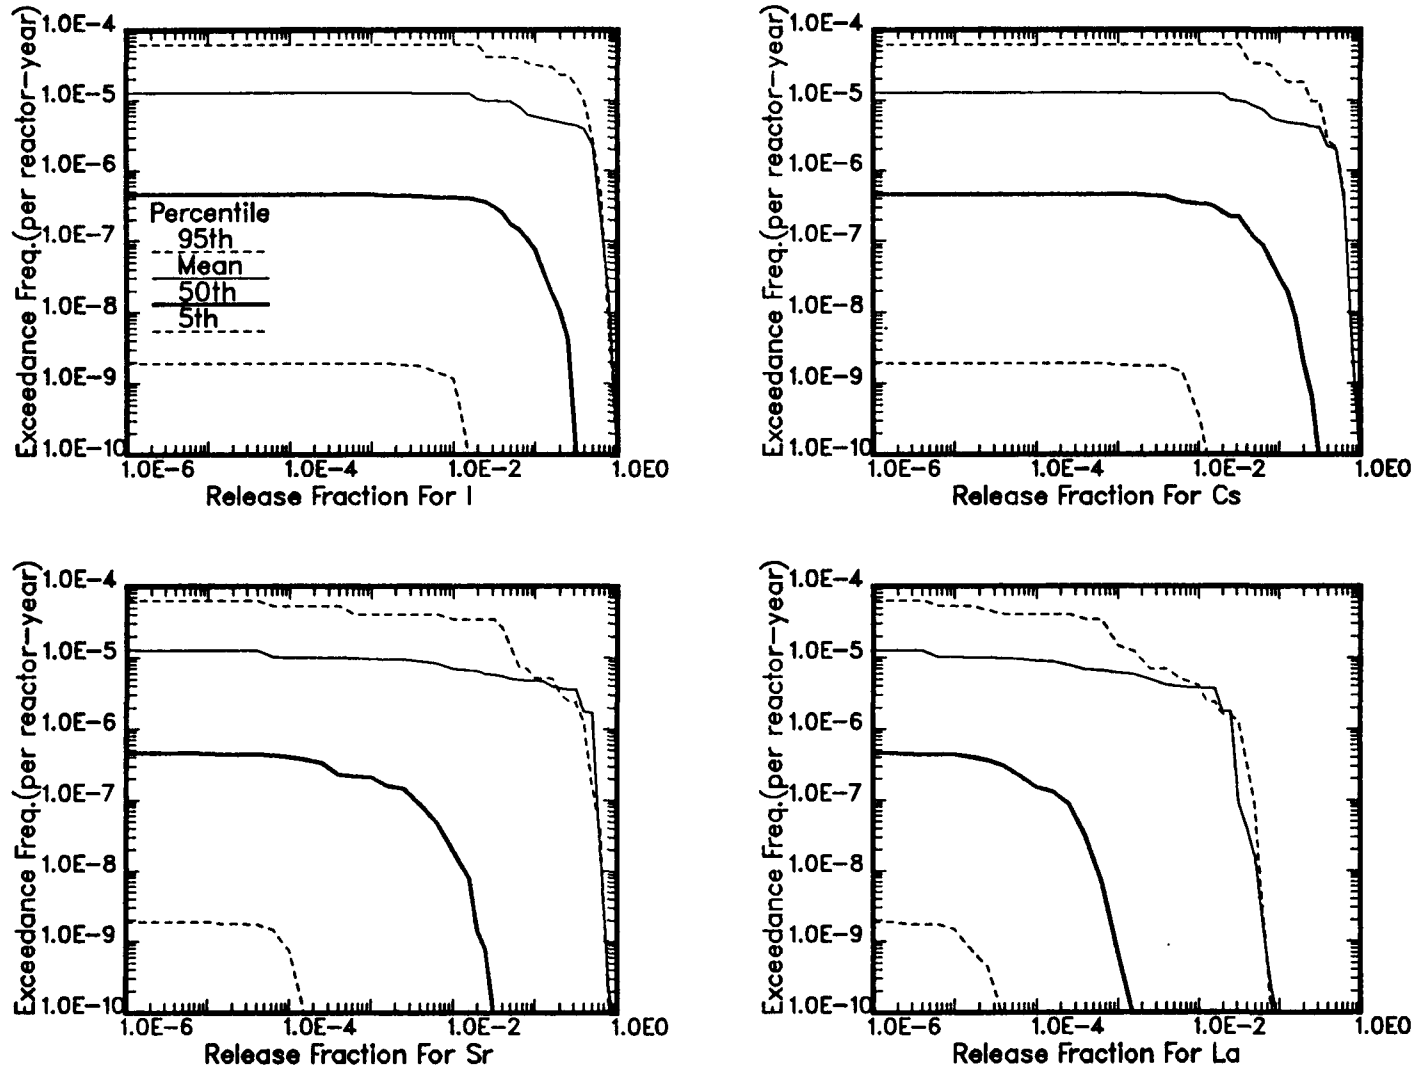 Exceedance Freq.(per reactor-year)
1.0E-4
1.0E-5
1.0E-6
1.0E-7
1.0E-8
1.0E-9
1.0E-10
Percentile
95th
Mean
50th
5th
1.0E-6 1.0E-4 1.0E-2 1.0E0
Release Fraction For I
Exceedance Freq.(per reactor-year)
1.0E-4
1.0E-5
1.0E-6
1.0E-7
1.0E-8
1.0E-9
1.0E-10
1.0E-6 1.0E-4 1.0E-2 1.0E0
Release Fraction For Cs
Exceedance Freq.(per reactor-year)
1.0E-4
1.0E-5
1.0E-6
1.0E-7
1.0E-8
1.0E-9
1.0E-10
1.0E-6 1.0E-4 1.0E-2 1.0E0
Release Fraction For Sr
Exceedance Freq.(per reactor-year)
1.0E-4
1.0E-5
1.0E-6
1.0E-7
1.0E-8
1.0E-9
1.0E-10
1.0E-6 1.0E-4 1.0E-2 1.0E0
Release Fraction For La